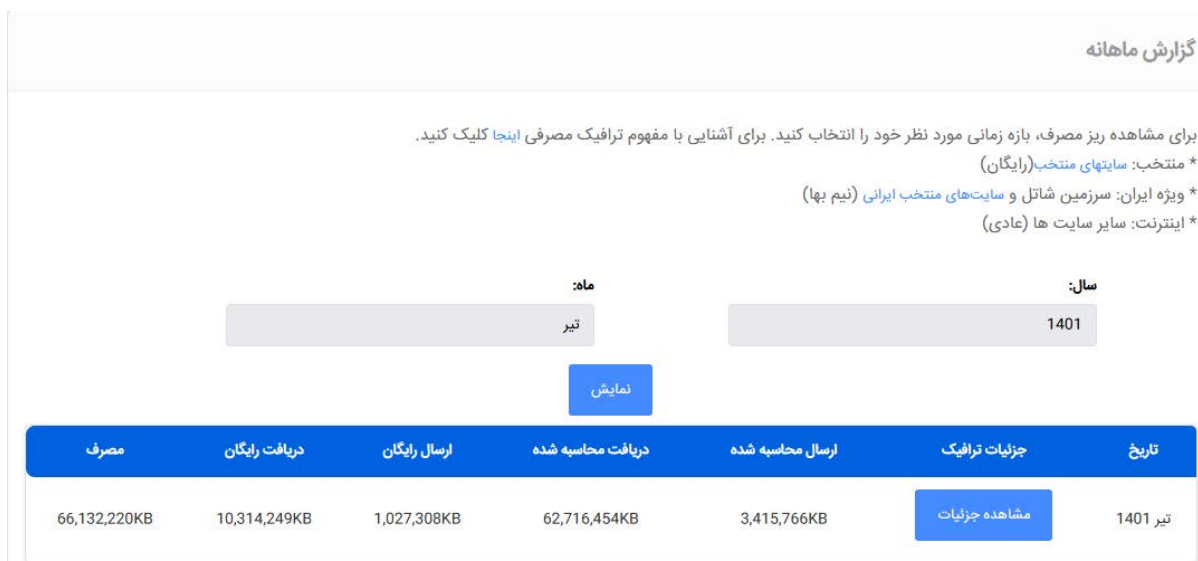 گزارش ماهانه
برای مشاهده ریز مصرف، بازه زمانی مورد نظر خود را انتخاب کنید. برای آشنایی با مفهوم ترافیک مصرفی اینجا کلیک کنید.
* منتخب: سایتهای منتخب(رایگان)
* ویژه ایران: سرزمین شاتل و سایت‌های منتخب ایرانی (نیم بها)
* اینترنت: سایر سایت ها (عادی)
سال: ماه:
1401 تیر
نمایش
تاریخ جزئیات ترافیک ارسال محاسبه شده دریافت محاسبه شده ارسال رایگان دریافت رایگان مصرف
تیر 1401 مشاهده جزئیات 3,415,766KB 62,716,454KB 1,027,308KB 10,314,249KB 66,132,220KB